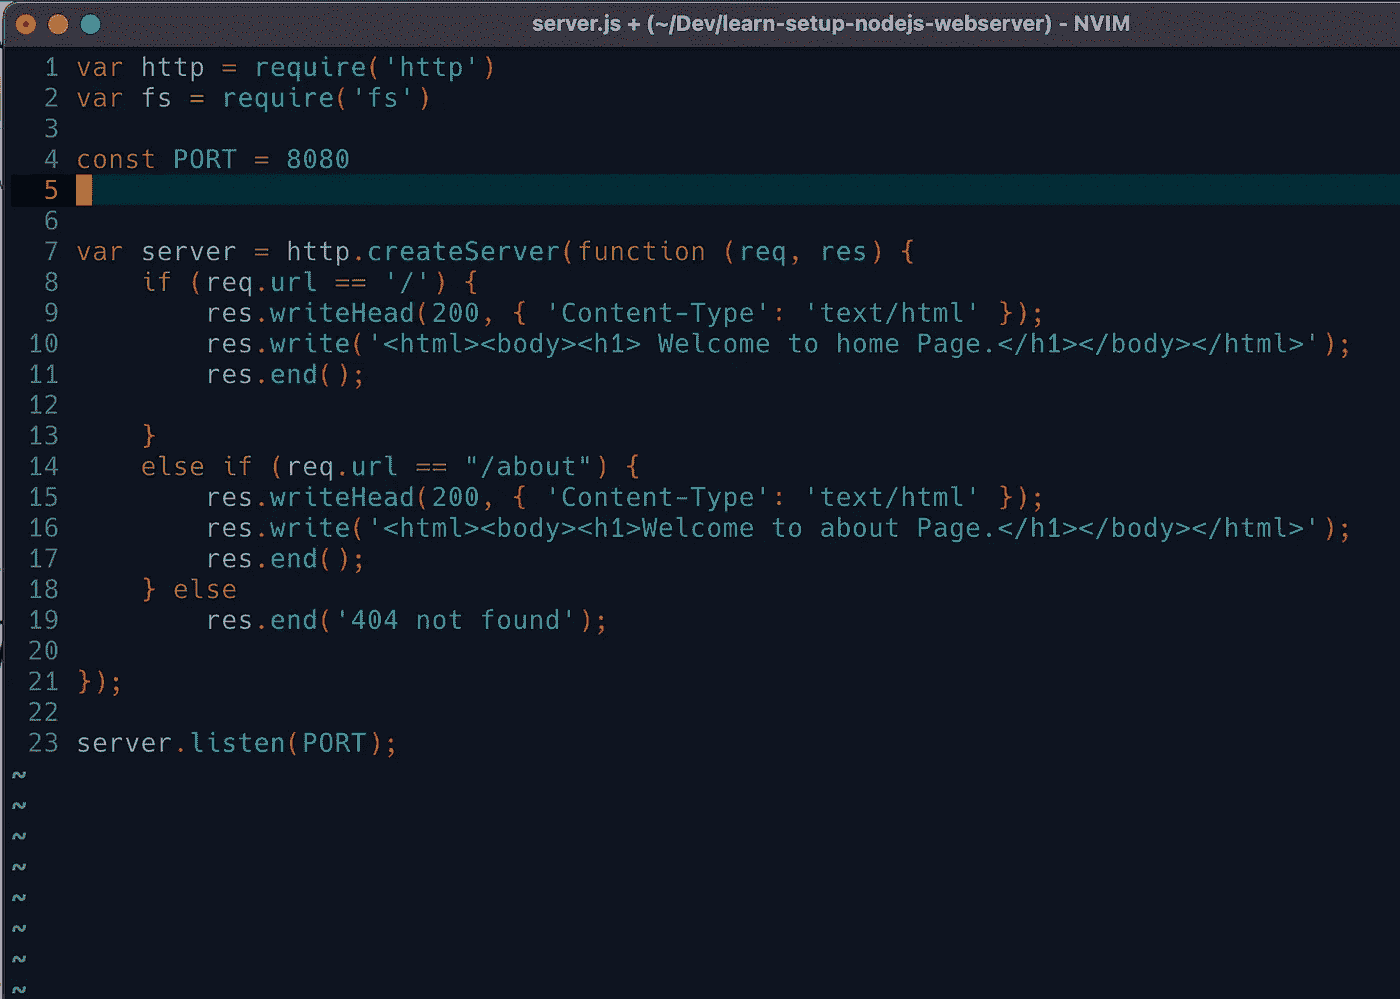 server.js + (~/Dev/learn-setup-nodejs-webserver) - NVIM
1 var http = require('http')
2 var fs = require('fs')
3
4 const PORT = 8080
5
6
7 var server = http.createServer(function (req, res) {
8     if (req.url == '/') {
9         res.writeHead(200, { 'Content-Type': 'text/html' });
10         res.write('<html><body><h1> Welcome to home Page.</h1></body></html>');
11         res.end();
12
13     }
14     else if (req.url == "/about") {
15         res.writeHead(200, { 'Content-Type': 'text/html' });
16         res.write('<html><body><h1>Welcome to about Page.</h1></body></html>');
17         res.end();
18     } else
19         res.end('404 not found');
20
21 });
22
23 server.listen(PORT);
~
~
~
~
~
~
~
~